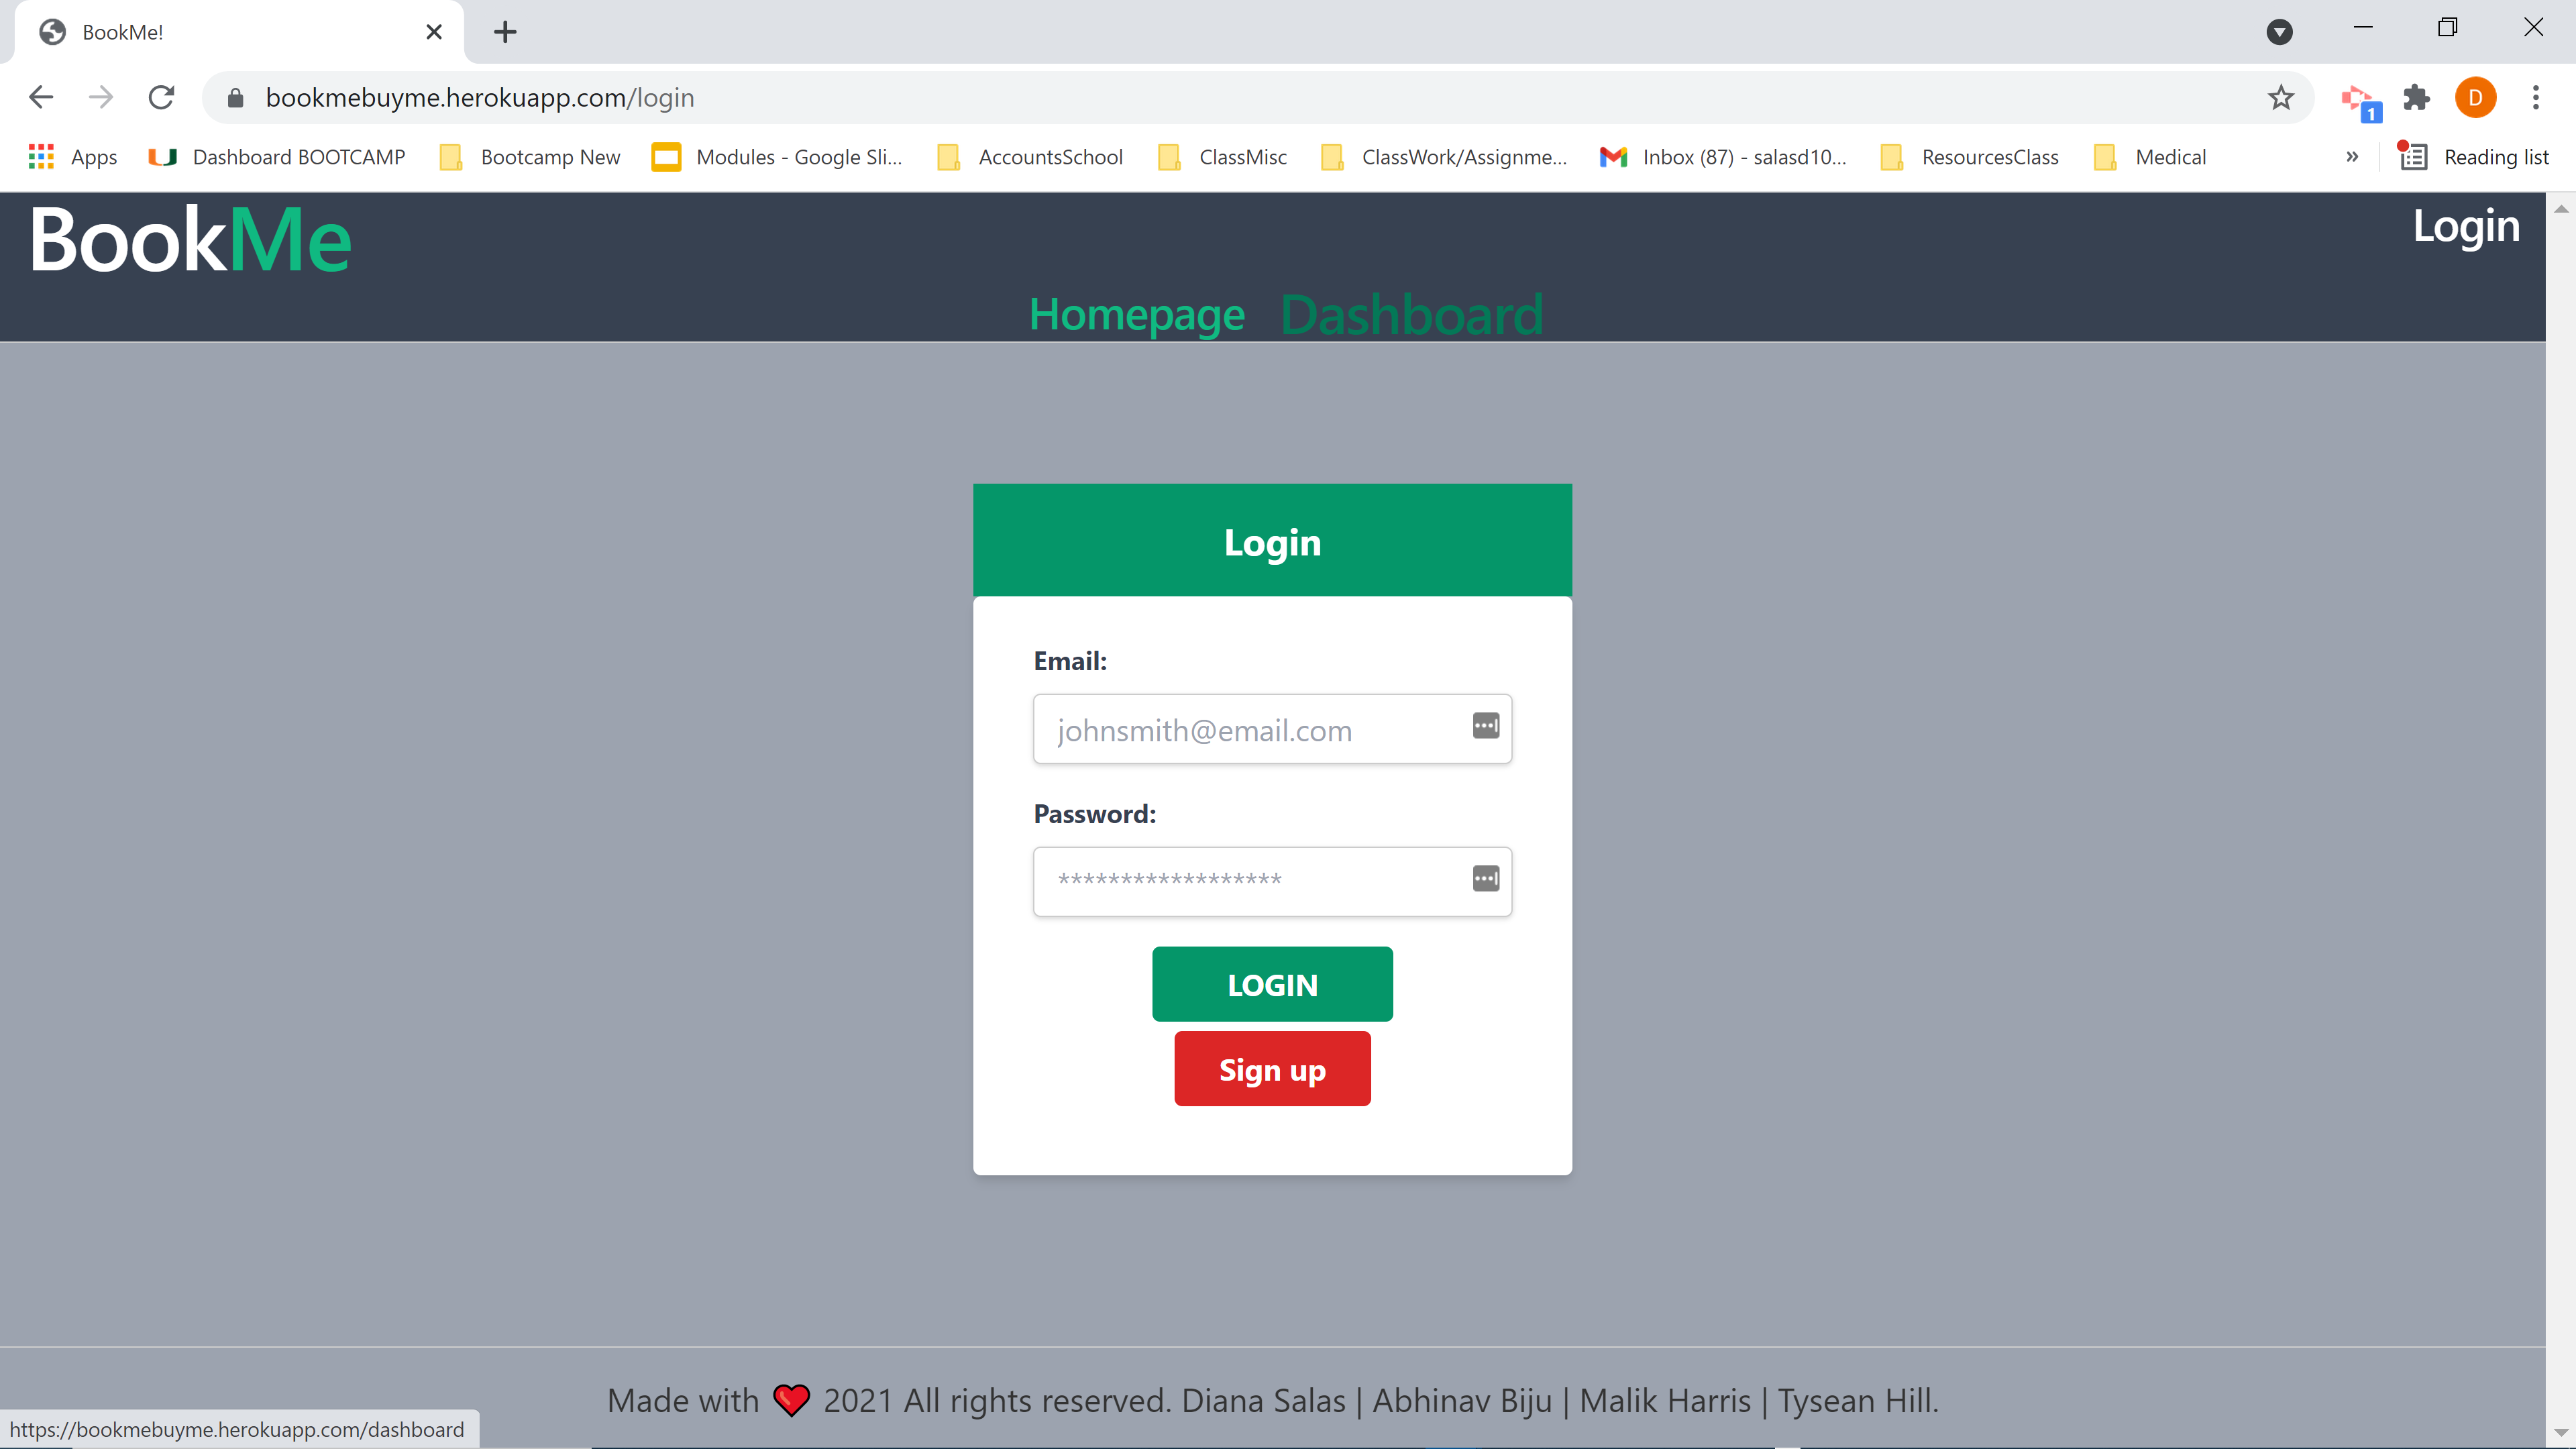 BookMe!
bookmebuyme.herokuapp.com/login
D
1
Apps
Dashboard BOOTCAMP
Bootcamp New
Modules - Google Sli...
AccountsSchool
ClassMisc
ClassWork/Assignme...
Inbox (87) - salasd10...
ResourcesClass
Medical
»
Reading list
BookMe
Login
Homepage Dashboard
Login
Email:
johnsmith@email.com
Password:
******************
LOGIN
Sign up
Made with ❤ 2021 All rights reserved. Diana Salas | Abhinav Biju | Malik Harris | Tysean Hill.
https://bookmebuyme.herokuapp.com/dashboard